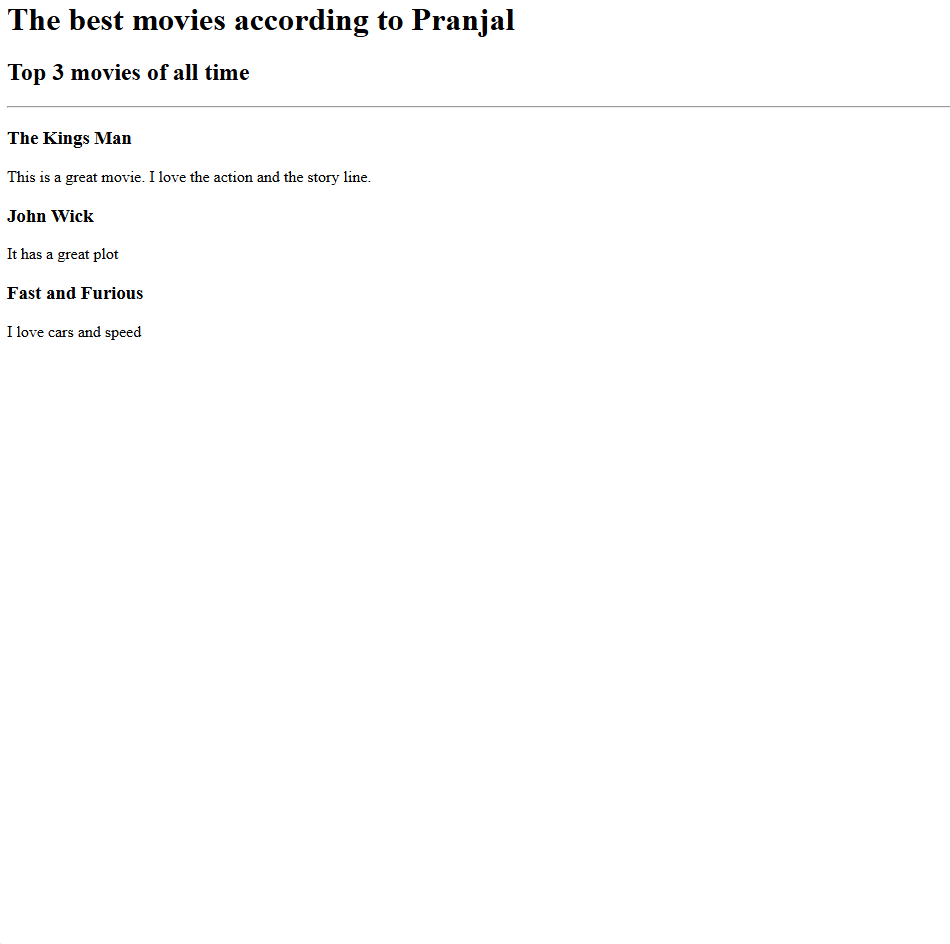 The best movies according to Pranjal
Top 3 movies of all time
The Kings Man
This is a great movie. I love the action and the story line.
John Wick
It has a great plot
Fast and Furious
I love cars and speed